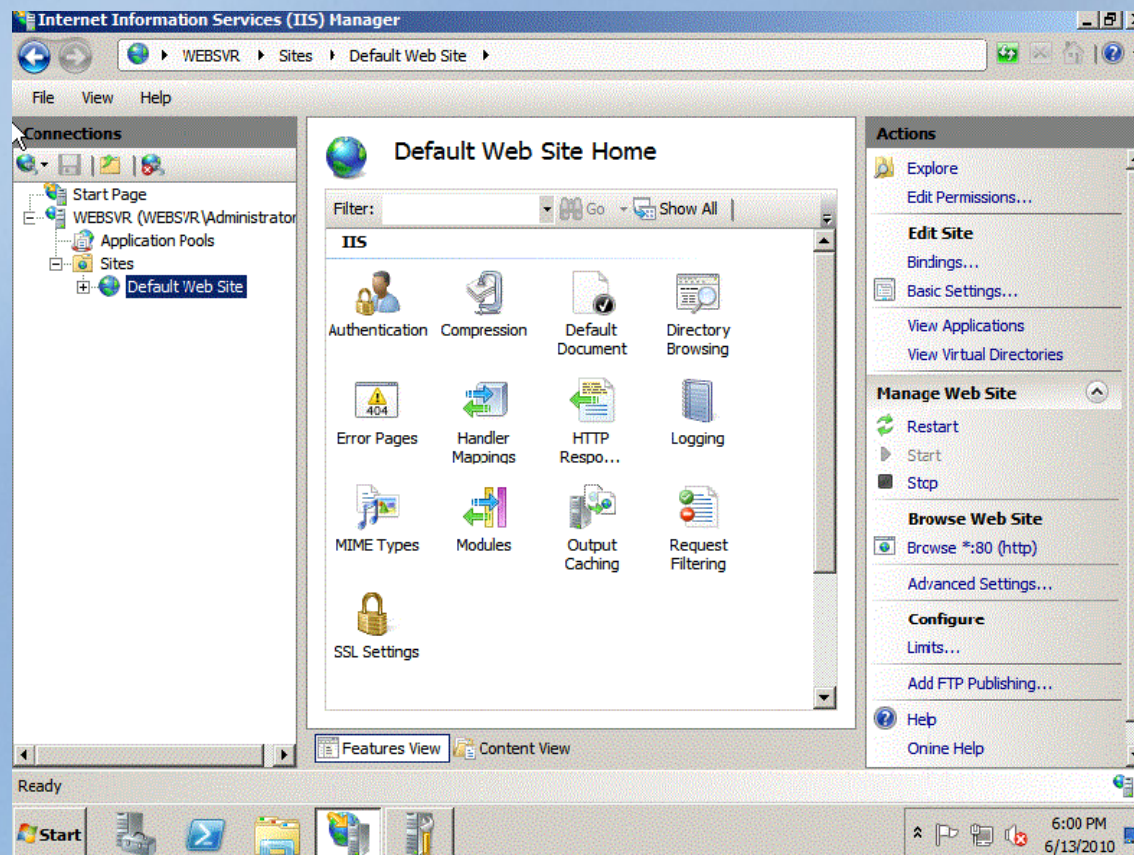 Internet Information Services (IIS) Manager
WEBSVR Sites Default Web Site
File View Help
Connections
Start Page
WEBSVR (WEBSVR\Administrator
Application Pools
Sites
Default Web Site
Default Web Site Home
Filter: Go Show All
IIS
Authentication Compression Default Document Directory Browsing
Error Pages Handler Mappings HTTP Respo... Logging
404
MIME Types Modules Output Caching Request Filtering
SSL Settings
Features View Content View
Actions
Explore
Edit Permissions...
Edit Site
Bindings...
Basic Settings...
View Applications
View Virtual Directories
Manage Web Site
Restart
Start
Stop
Browse Web Site
Browse *:80 (http)
Advanced Settings...
Configure
Limits...
Add FTP Publishing...
Help
Online Help
Ready
Start
6:00 PM
6/13/2010